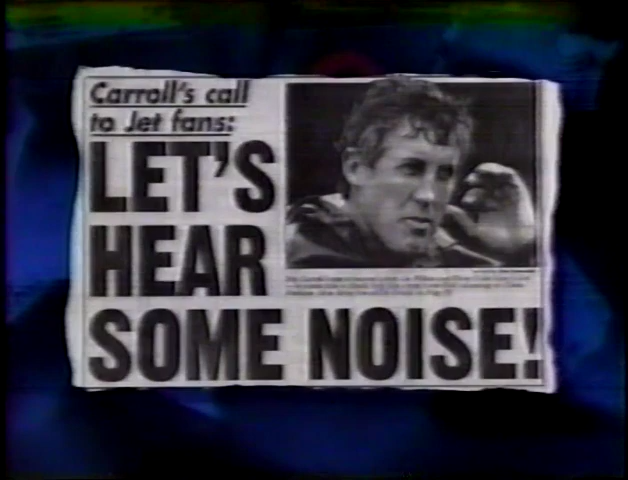 Carroll's call
to Jet fans:
LET'S
HEAR
SOME NOISE!